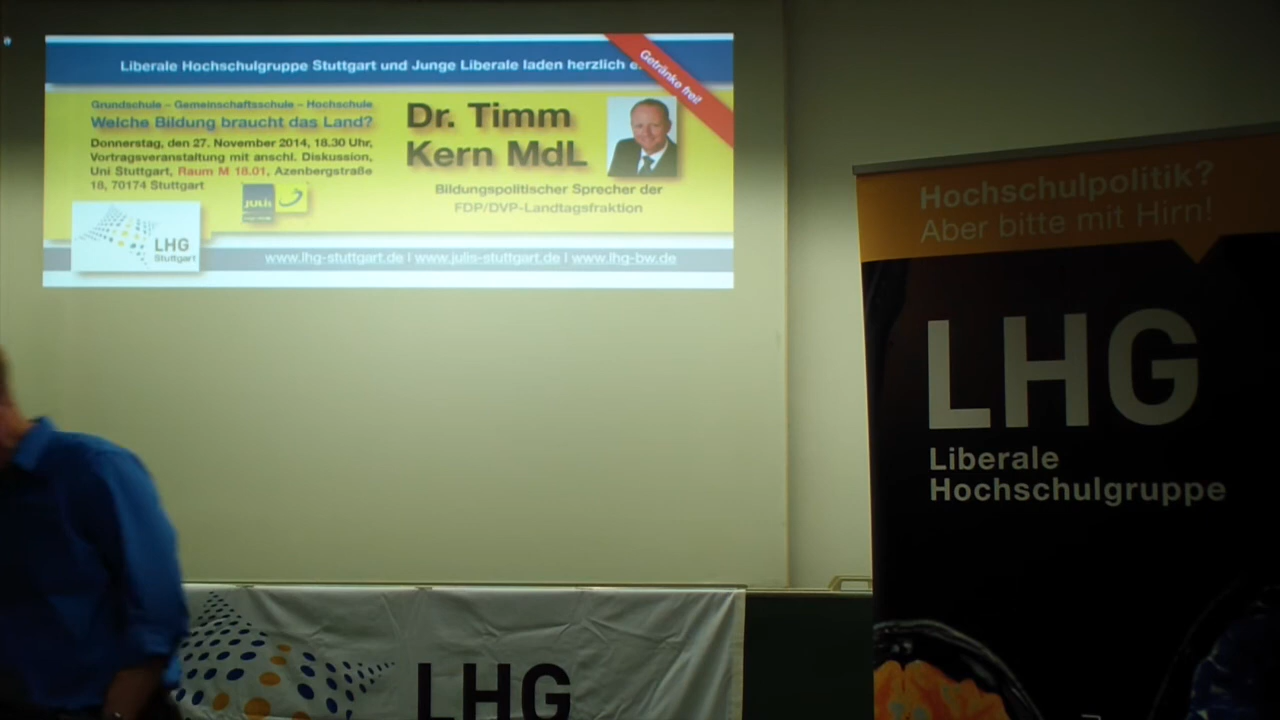 Liberale Hochschulgruppe Stuttgart und Junge Liberale laden herzlich
Getränke frei!
Grundschule – Gemeinschaftsschule – Hochschule
Welche Bildung braucht das Land?
Donnerstag, den 27. November 2014, 18.30 Uhr,
Vortragsveranstaltung mit anschl. Diskussion,
Uni Stuttgart, Raum M 18.01, Azenbergstraße
18, 70174 Stuttgart
JULIS
Dr. Timm
Kern MdL
Bildungspolitischer Sprecher der
FDP/DVP-Landtagsfraktion
LHG
Stuttgart
www.lhg-stuttgart.de | www.julis-stuttgart.de | www.lhg-bw.de
Hochschulpolitik?
Aber bitte mit Hirn!
LHG
Liberale
Hochschulgruppe
LHG